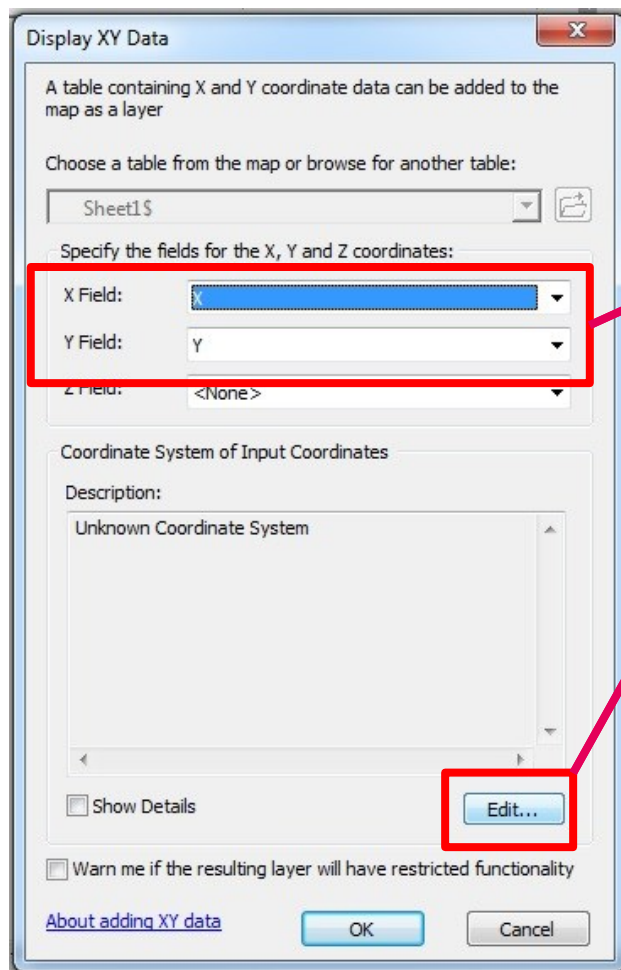 Display XY Data
A table containing X and Y coordinate data can be added to the
map as a layer
Choose a table from the map or browse for another table:
Sheet1$
Specify the fields for the X, Y and Z coordinates:
X Field: X
Y Field: Y
Z Field: <None>
Coordinate System of Input Coordinates
Description:
Unknown Coordinate System
Show Details
Edit...
Warn me if the resulting layer will have restricted functionality
About adding XY data
OK
Cancel